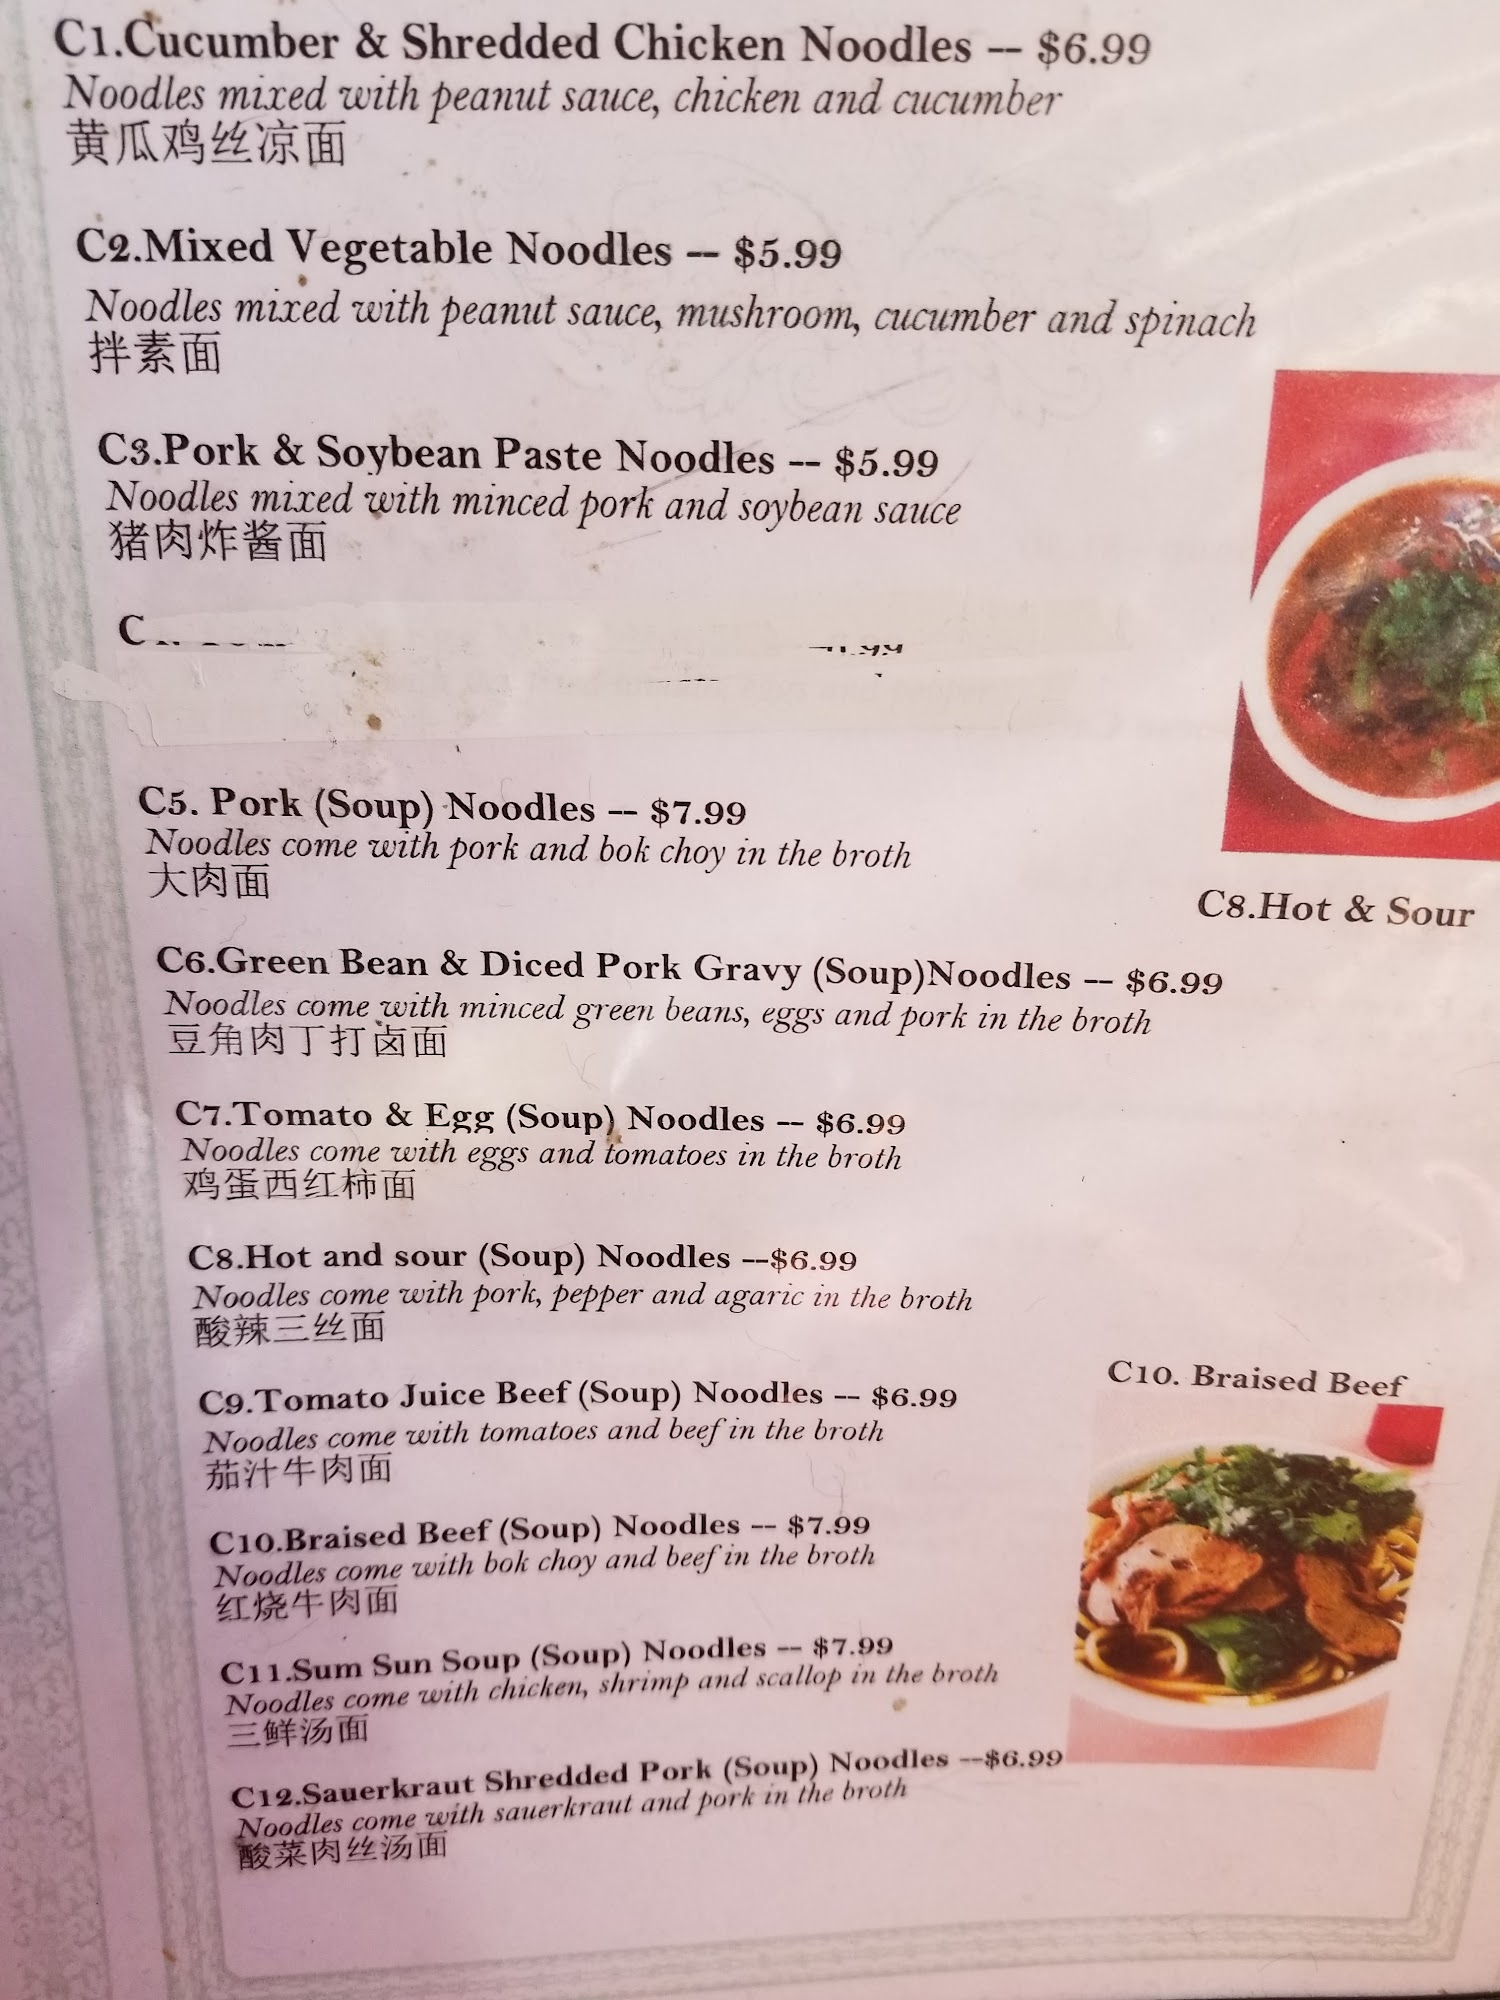 C1.Cucumber & Shredded Chicken Noodles -- $6.99
Noodles mixed with peanut sauce, chicken and cucumber
黄瓜鸡丝凉面
C2.Mixed Vegetable Noodles -- $5.99
Noodles mixed with peanut sauce, mushroom, cucumber and spinach
拌素面
C3.Pork & Soybean Paste Noodles -- $5.99
Noodles mixed with minced pork and soybean sauce
猪肉炸酱面
C5. Pork (Soup) Noodles -- $7.99
Noodles come with pork and bok choy in the broth
大肉面
C8.Hot & Sour
C6.Green Bean & Diced Pork Gravy (Soup)Noodles -- $6.99
Noodles come with minced green beans, eggs and pork in the broth
豆角肉丁打卤面
C7.Tomato & Egg (Soup) Noodles -- $6.99
Noodles come with eggs and tomatoes in the broth
鸡蛋西红柿面
C8.Hot and sour (Soup) Noodles --$6.99
Noodles come with pork, pepper and agaric in the broth
酸辣三丝面
C9.Tomato Juice Beef (Soup) Noodles -- $6.99
Noodles come with tomatoes and beef in the broth
茄汁牛肉面
C10. Braised Beef
C10.Braised Beef (Soup) Noodles -- $7.99
Noodles come with bok choy and beef in the broth
红烧牛肉面
C11.Sum Sun Soup (Soup) Noodles -- $7.99
Noodles come with chicken, shrimp and scallop in the broth
三鲜汤面
C12.Sauerkraut Shredded Pork (Soup) Noodles --$6.99
Noodles come with sauerkraut and pork in the broth
酸菜肉丝汤面